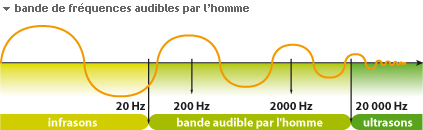 bande de fréquences audibles par l'homme
20 Hz 200 Hz 2000 Hz 20 000 Hz
infrasons bande audible par l'homme ultrasons